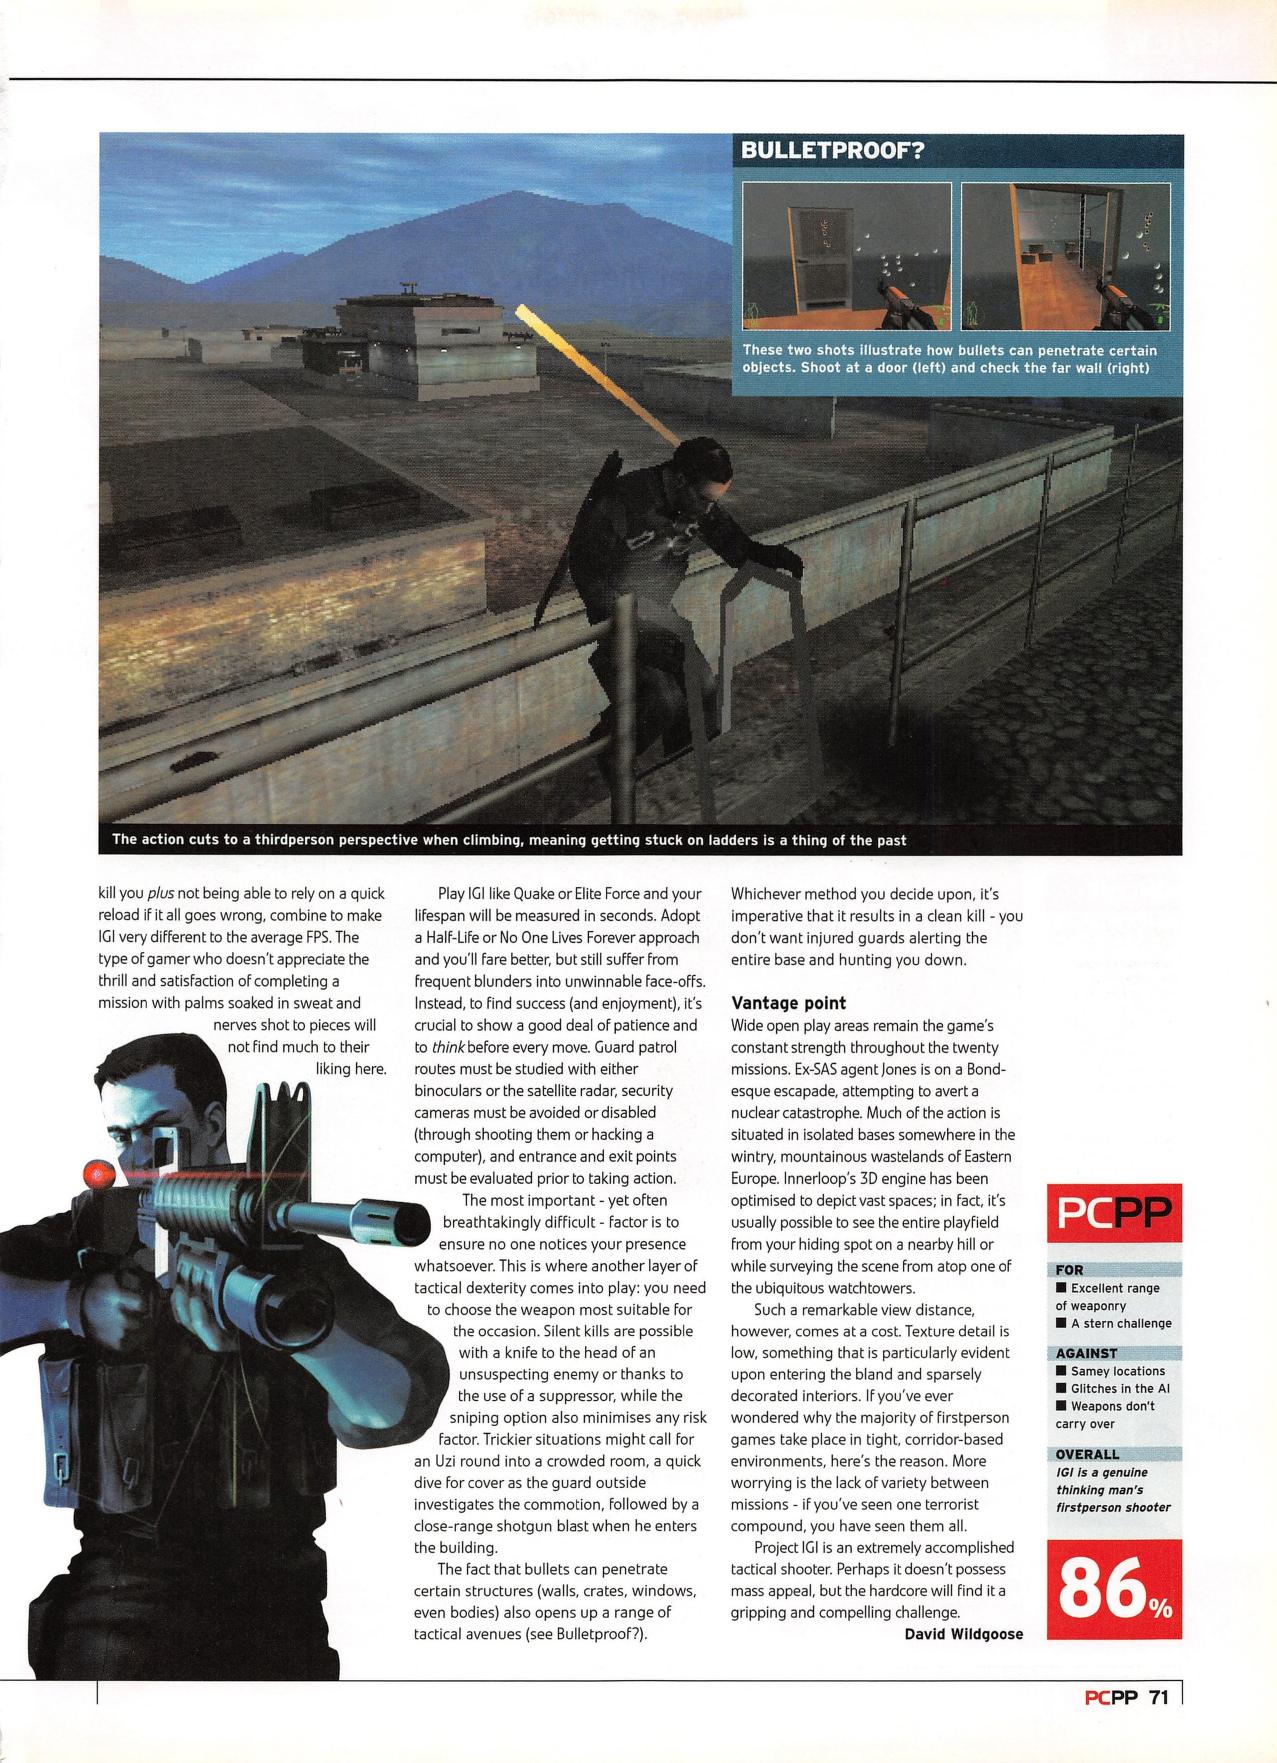 BULLETPROOF?
These two shots illustrate how bullets can penetrate certain
objects. Shoot at a door (left) and check the far wall (right)
The action cuts to a thirdperson perspective when climbing, meaning getting stuck on ladders is a thing of the past
kill you plus not being able to rely on a quick
reload if it all goes wrong, combine to make
IGI very different to the average FPS. The
type of gamer who doesn't appreciate the
thrill and satisfaction of completing a
mission with palms soaked in sweat and
nerves shot to pieces will
not find much to their
liking here.
Play IGI like Quake or Elite Force and your
lifespan will be measured in seconds. Adopt
a Half-Life or No One Lives Forever approach
and you'll fare better, but still suffer from
frequent blunders into unwinnable face-offs.
Instead, to find success (and enjoyment), it's
crucial to show a good deal of patience and
to think before every move. Guard patrol
routes must be studied with either
binoculars or the satellite radar, security
cameras must be avoided or disabled
(through shooting them or hacking a
computer), and entrance and exit points
must be evaluated prior to taking action.
The most important - yet often
breathtakingly difficult - factor is to
ensure no one notices your presence
whatsoever. This is where another layer of
tactical dexterity comes into play: you need
to choose the weapon most suitable for
the occasion. Silent kills are possible
with a knife to the head of an
unsuspecting enemy or thanks to
the use of a suppressor, while the
sniping option also minimises any risk
factor. Trickier situations might call for
an Uzi round into a crowded room, a quick
dive for cover as the guard outside
investigates the commotion, followed by a
close-range shotgun blast when he enters
the building.
The fact that bullets can penetrate
certain structures (walls, crates, windows,
even bodies) also opens up a range of
tactical avenues (see Bulletproof?).
Whichever method you decide upon, it's
imperative that it results in a clean kill - you
don't want injured guards alerting the
entire base and hunting you down.
Vantage point
Wide open play areas remain the game's
constant strength throughout the twenty
missions. Ex-SAS agent Jones is on a Bond-
esque escapade, attempting to avert a
nuclear catastrophe. Much of the action is
situated in isolated bases somewhere in the
wintry, mountainous wastelands of Eastern
Europe. Innerloop's 3D engine has been
optimised to depict vast spaces; in fact, it's
usually possible to see the entire playfield
from your hiding spot on a nearby hill or
while surveying the scene from atop one of
the ubiquitous watchtowers.
Such a remarkable view distance,
however, comes at a cost. Texture detail is
low, something that is particularly evident
upon entering the bland and sparsely
decorated interiors. If you've ever
wondered why the majority of firstperson
games take place in tight, corridor-based
environments, here's the reason. More
worrying is the lack of variety between
missions - if you've seen one terrorist
compound, you have seen them all.
Project IGI is an extremely accomplished
tactical shooter. Perhaps it doesn't possess
mass appeal, but the hardcore will find it a
gripping and compelling challenge.
David Wildgoose
PCPP
FOR
■ Excellent range
of weaponry
■ A stern challenge
AGAINST
■ Samey locations
■ Glitches in the AI
■ Weapons don't
carry over
OVERALL
IGI is a genuine
thinking man's
firstperson shooter
86%
PCPP 71